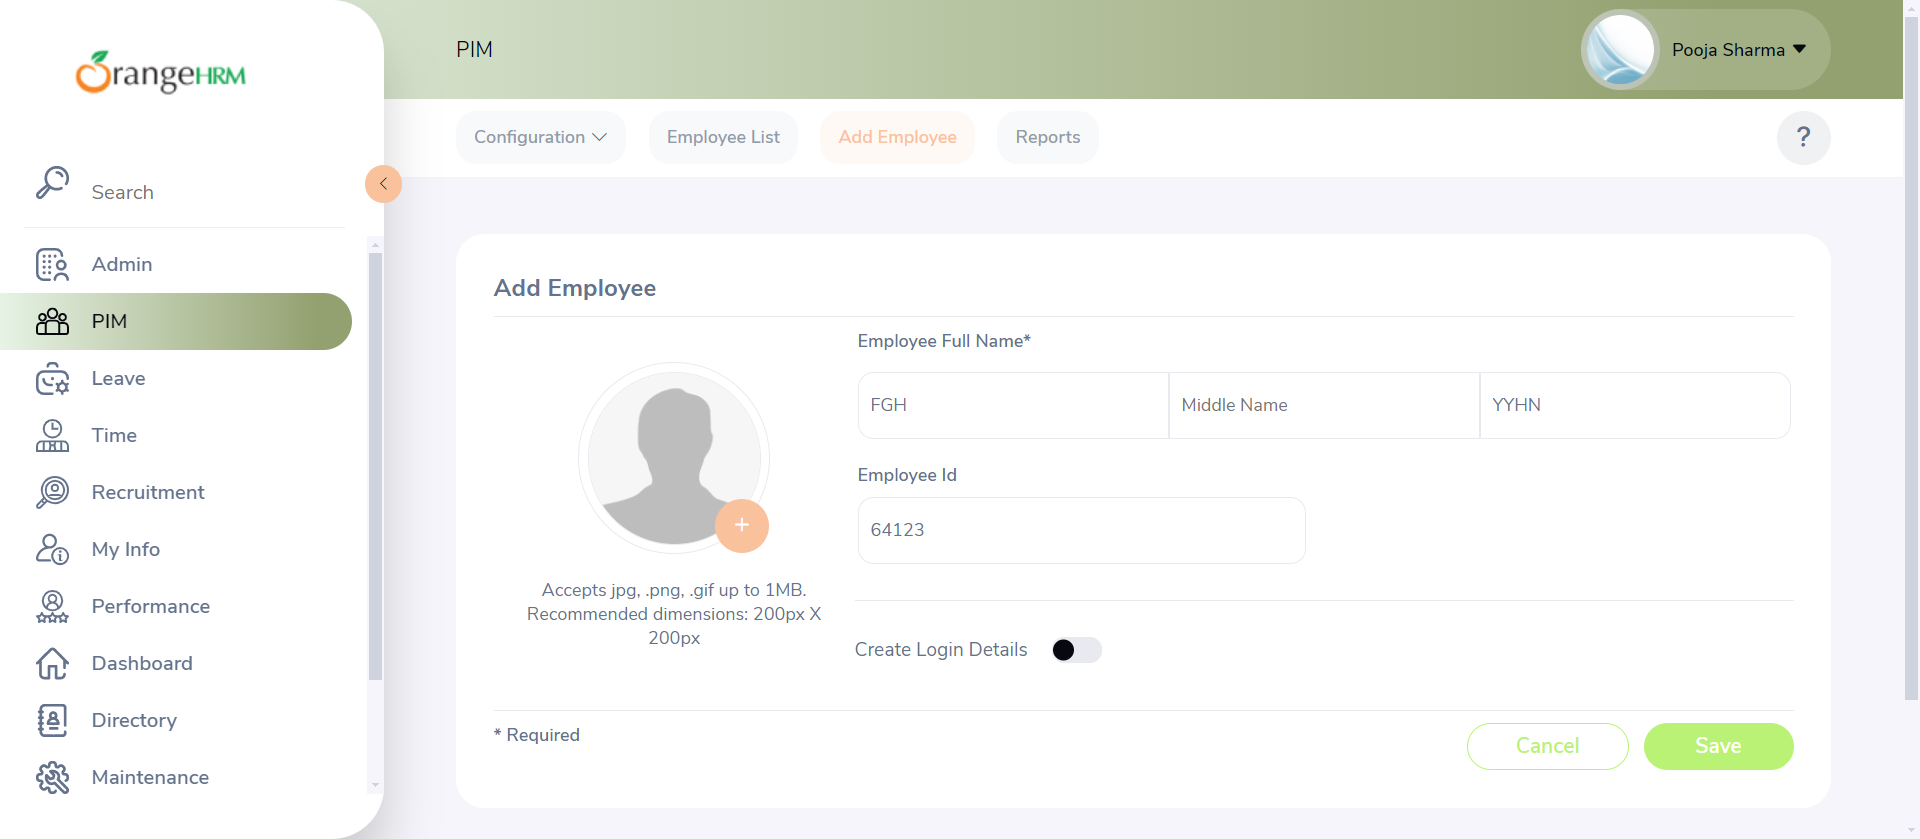 OrangeHRM
Search
Admin
PIM
Leave
Time
Recruitment
My Info
Performance
Dashboard
Directory
Maintenance
PIM
Pooja Sharma
Configuration
Employee List
Add Employee
Reports
?
Add Employee
Accepts jpg, .png, .gif up to 1MB.
Recommended dimensions: 200px X
200px
Employee Full Name*
FGH
Middle Name
YYHN
Employee Id
64123
Create Login Details
* Required
Cancel
Save